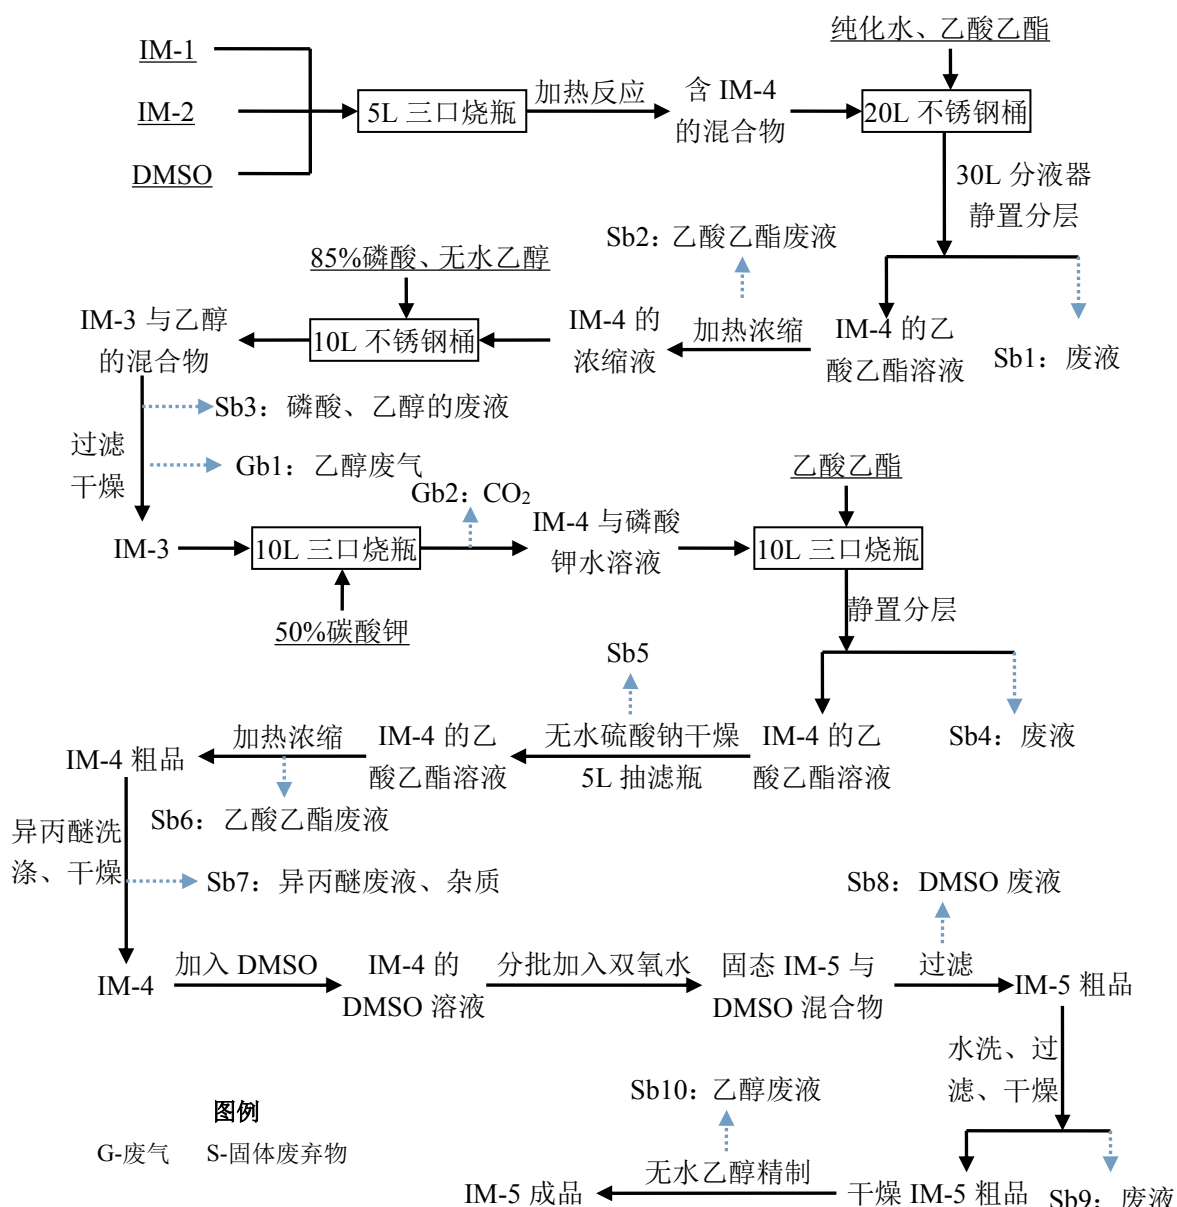 纯化水、乙酸乙酯
IM-1
IM-2
DMSO
5L 三口烧瓶
加热反应
含 IM-4
的混合物
20L 不锈钢桶
30L 分液器
静置分层
Sb2：乙酸乙酯废液
85%磷酸、无水乙醇
IM-3 与乙醇
的混合物
10L 不锈钢桶
IM-4 的
浓缩液
加热浓缩
IM-4 的乙
酸乙酯溶液
Sb1：废液
Sb3：磷酸、乙醇的废液
过滤
干燥
Gb1：乙醇废气
乙酸乙酯
Gb2：CO₂
IM-3
10L 三口烧瓶
IM-4 与磷酸
钾水溶液
10L 三口烧瓶
50%碳酸钾
静置分层
Sb5
IM-4 粗品
加热浓缩
IM-4 的乙
酸乙酯溶液
无水硫酸钠干燥
5L 抽滤瓶
IM-4 的乙
酸乙酯溶液
Sb4：废液
Sb6：乙酸乙酯废液
异丙醚洗
涤、干燥
Sb7：异丙醚废液、杂质
Sb8：DMSO 废液
IM-4
加入 DMSO
IM-4 的
DMSO 溶液
分批加入双氧水
固态 IM-5 与
DMSO 混合物
过滤
IM-5 粗品
水洗、过
滤、干燥
Sb10：乙醇废液
图例
G-废气 S-固体废弃物
IM-5 成品
无水乙醇精制
干燥 IM-5 粗品
Sb9：废液